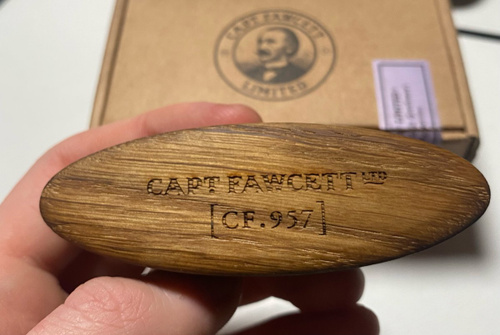 CAPT FAWCETT
LIMITED
CAPT FAWCETT LTD
[CF.957]